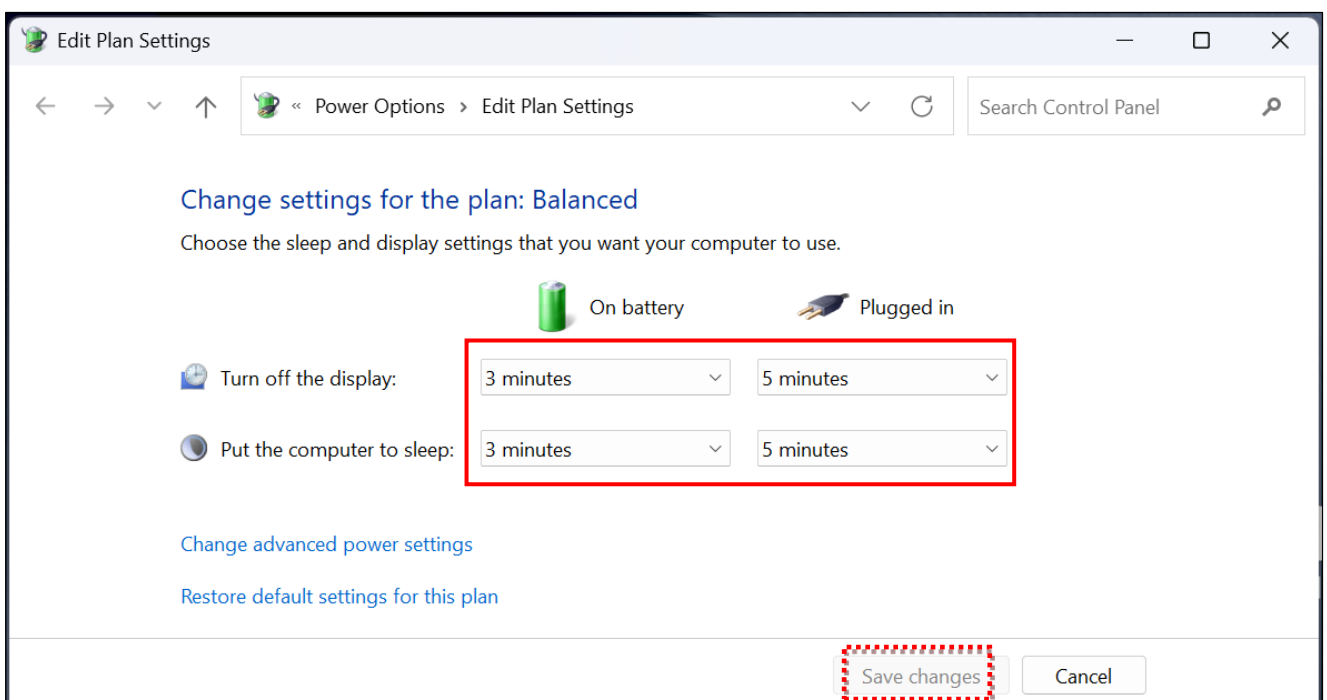 Edit Plan Settings
« Power Options › Edit Plan Settings Search Control Panel
Change settings for the plan: Balanced
Choose the sleep and display settings that you want your computer to use.
On battery Plugged in
Turn off the display: 3 minutes 5 minutes
Put the computer to sleep: 3 minutes 5 minutes
Change advanced power settings
Restore default settings for this plan
Save changes Cancel